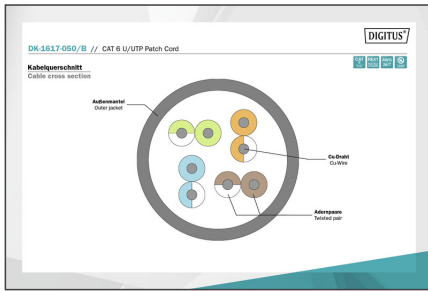 DIGITUS®
DK-1617-050/B // CAT 6 U/UTP Patch Cord
Kabelquerschnitt
Cable cross section
Außenmantel
Outer jacket
Cu-Draht
Cu-Wire
Adernpaare
Twisted pair